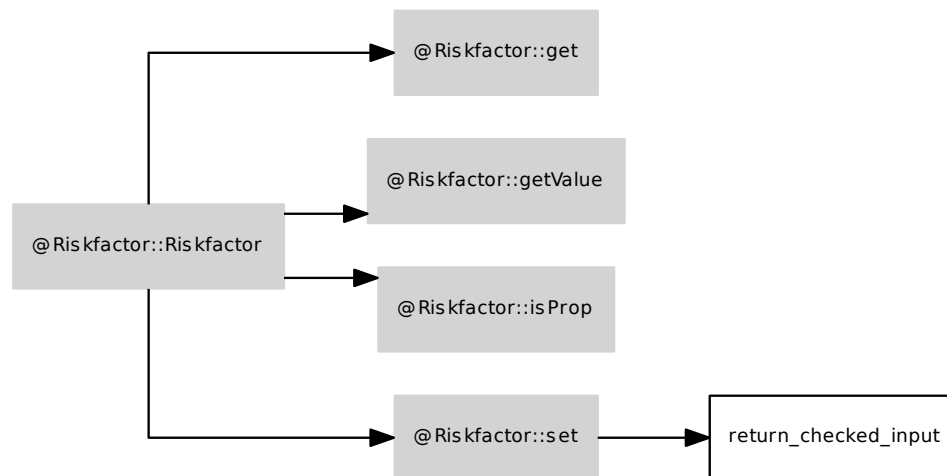 @Riskfactor::get
@Riskfactor::getValue
@Riskfactor::Riskfactor
@Riskfactor::isProp
@Riskfactor::set
return_checked_input